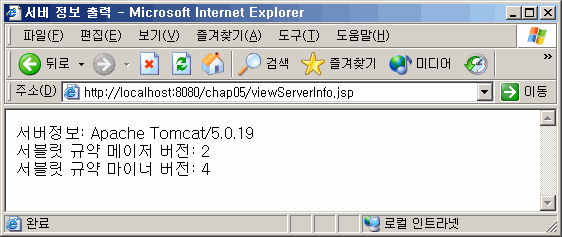 서버 정보 출력 - Microsoft Internet Explorer
파일(F) 편집(E) 보기(V) 즐겨찾기(A) 도구(T) 도움말(H)
뒤로 검색 즐겨찾기 미디어
주소(D) http://localhost:8080/chap05/viewServerInfo.jsp 이동
서버정보: Apache Tomcat/5.0.19
서블릿 규약 메이저 버전: 2
서블릿 규약 마이너 버전: 4
완료 로컬 인트라넷